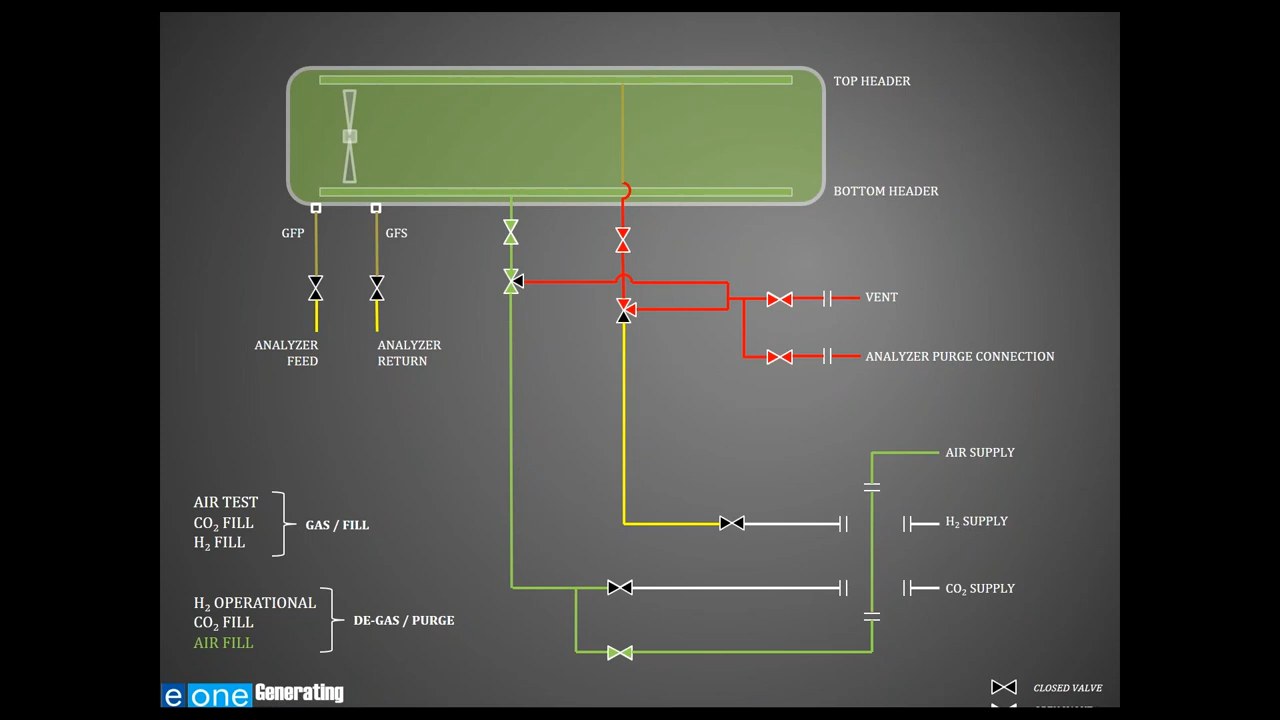 TOP HEADER
BOTTOM HEADER
GFP
GFS
ANALYZER
FEED
ANALYZER
RETURN
VENT
ANALYZER PURGE CONNECTION
AIR SUPPLY
H₂ SUPPLY
CO₂ SUPPLY
AIR TEST
CO₂ FILL
H₂ FILL
GAS / FILL
H₂ OPERATIONAL
CO₂ FILL
AIR FILL
DE-GAS / PURGE
e one Generating
CLOSED VALVE